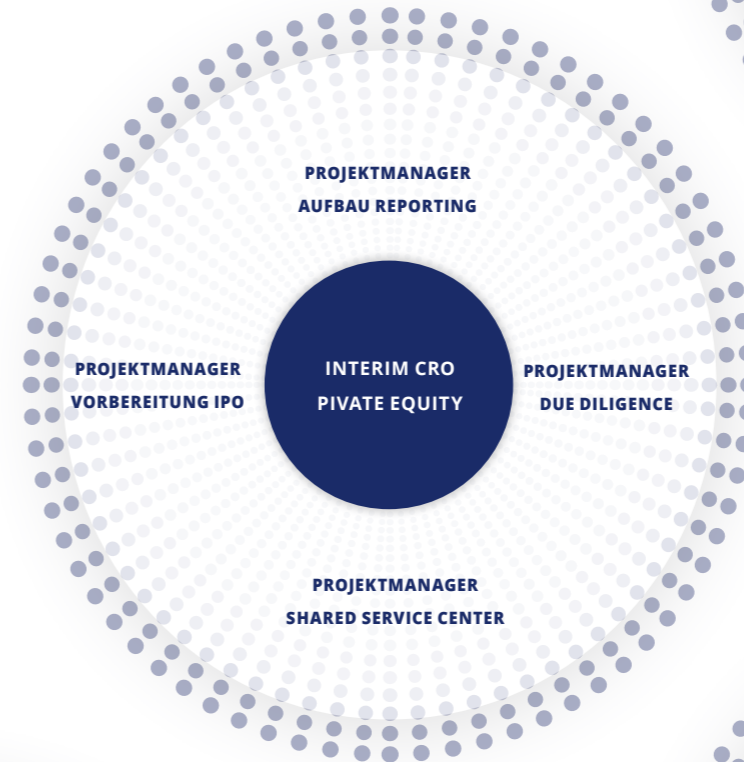 PROJEKTMANAGER
AUFBAU REPORTING
PROJEKTMANAGER
VORBEREITUNG IPO
INTERIM CRO
PIVATE EQUITY
PROJEKTMANAGER
DUE DILIGENCE
PROJEKTMANAGER
SHARED SERVICE CENTER